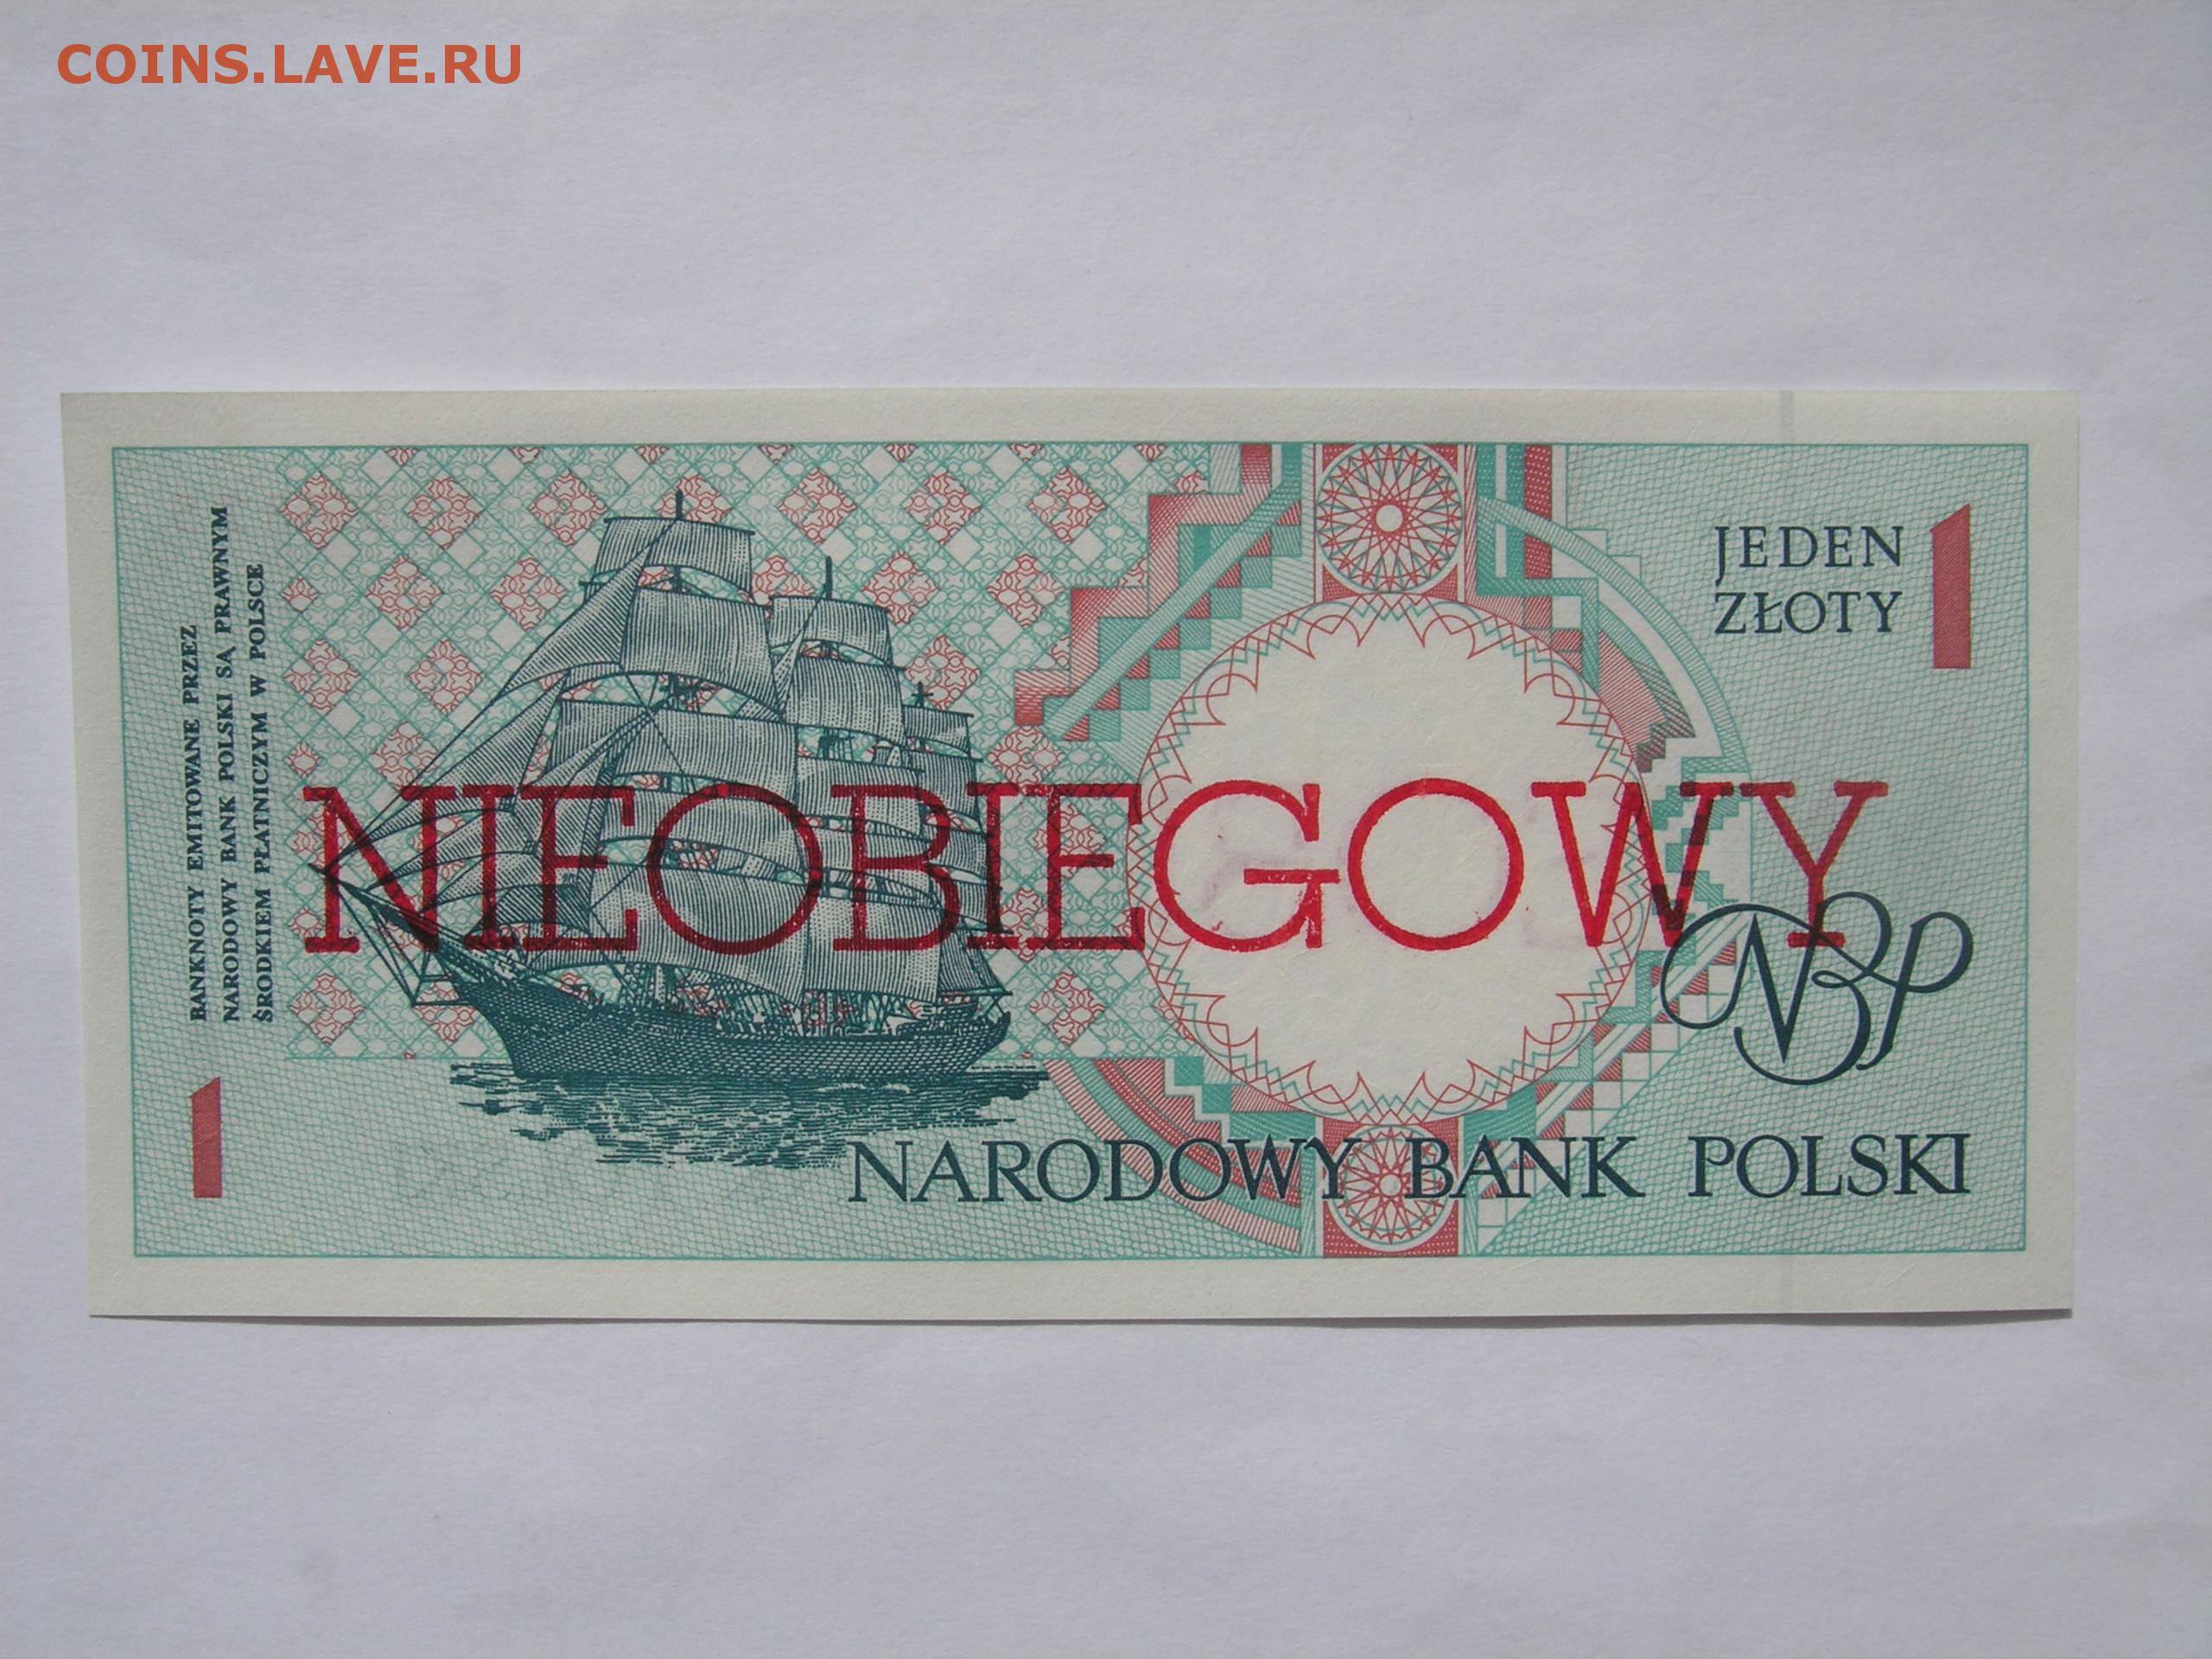 COINS.LAVE.RU
BANKNOTY EMITOWANE PRZEZ
NARODOWY BANK POLSKI SĄ PRAWNYM
ŚRODKIEM PŁATNICZYM W POLSCE
JEDEN
ZŁOTY
1
NIEOBIEGOWY
NBP
1
NARODOWY BANK POLSKI